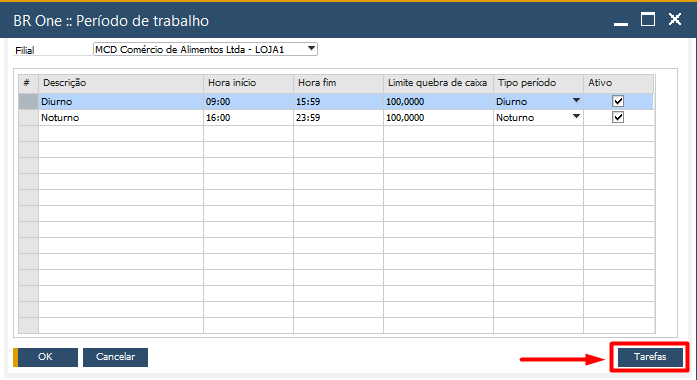 BR One :: Período de trabalho
Filial MCD Comércio de Alimentos Ltda - LOJA1
# Descrição Hora início Hora fim Limite quebra de caixa Tipo período Ativo
Diurno 09:00 15:59 100,0000 Diurno
Noturno 16:00 23:59 100,0000 Noturno
OK Cancelar Tarefas